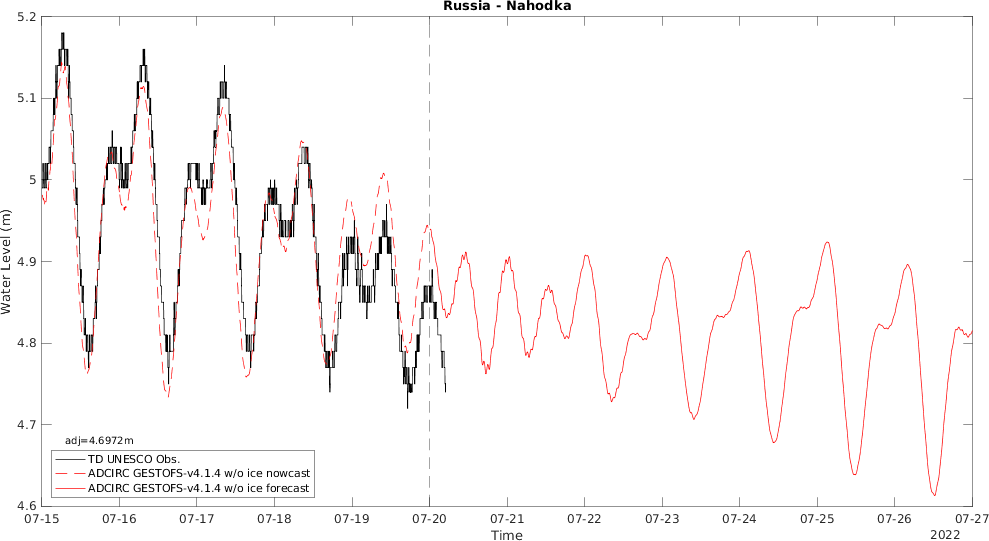 Russia - Nahodka
Water Level (m)
5.2
5.1
5
4.9
4.8
4.7
4.6
adj=4.6972m
TD UNESCO Obs.
ADCIRC GESTOFS-v4.1.4 w/o ice nowcast
ADCIRC GESTOFS-v4.1.4 w/o ice forecast
07-15 07-16 07-17 07-18 07-19 07-20 07-21 07-22 07-23 07-24 07-25 07-26 07-27
Time
2022